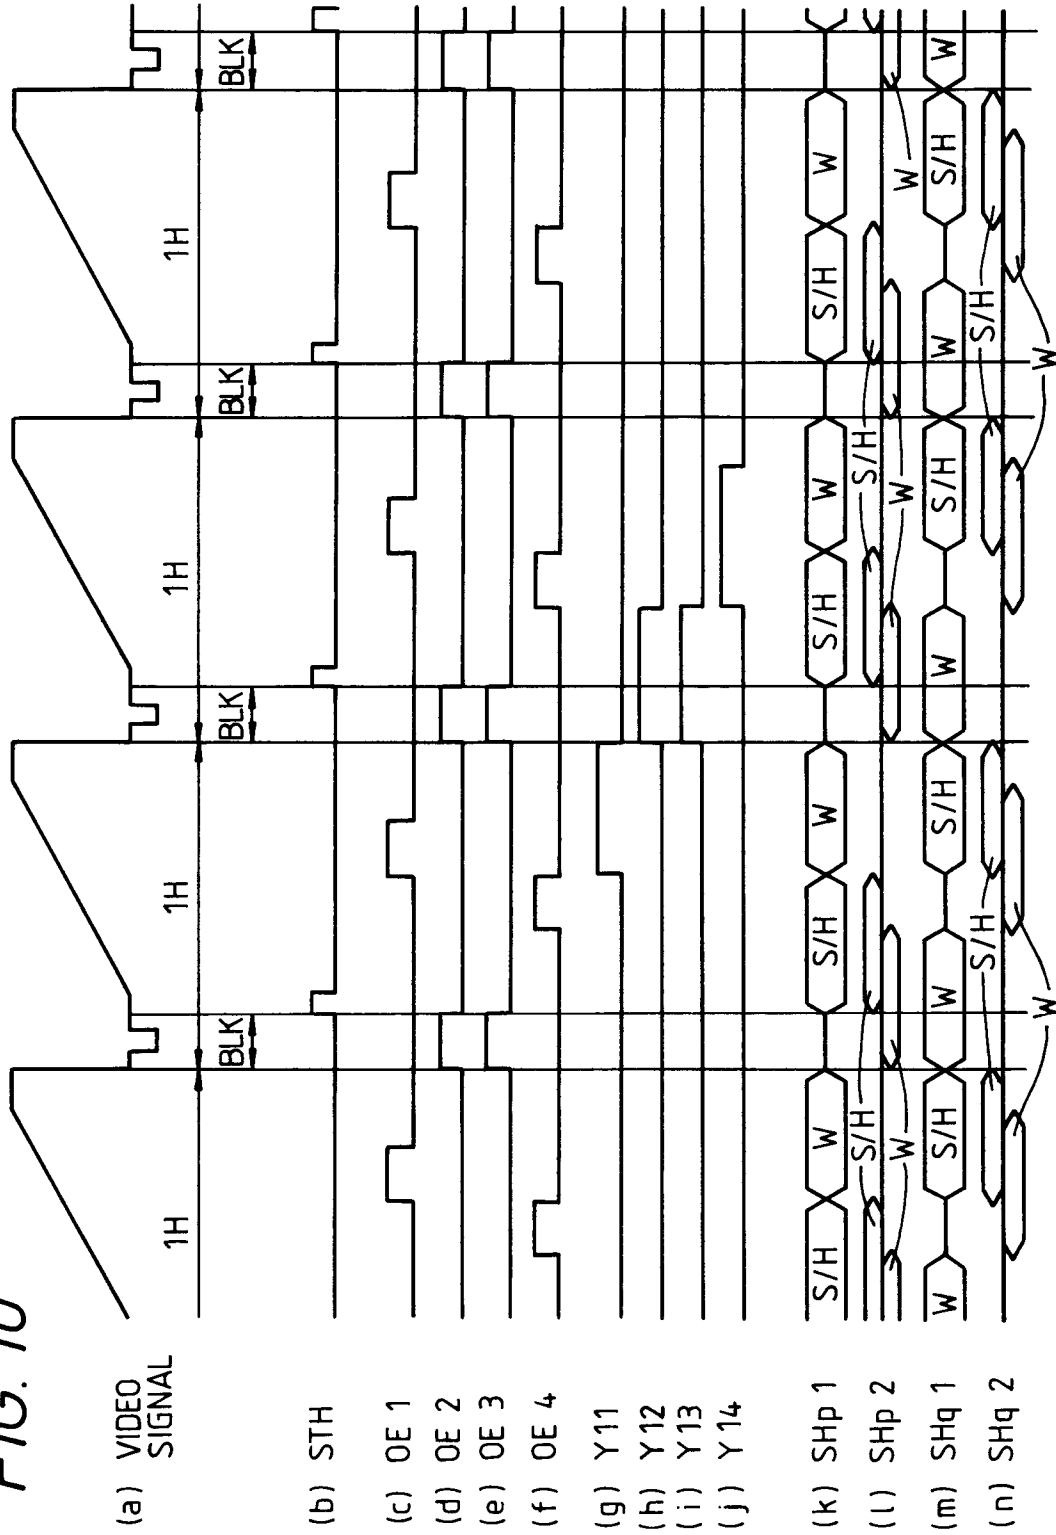 FIG. 10
(a) VIDEO
SIGNAL
1H 1H 1H 1H
BLK BLK BLK BLK
(b) STH
(c) OE 1
(d) OE 2
(e) OE 3
(f) OE 4
(g) Y11
(h) Y12
(i) Y13
(j) Y14
(k) SHp 1 S/H W S/H W S/H W S/H W
(l) SHp 2 S/H S/H
W W W
(m) SHq 1 W S/H W S/H W S/H W S/H W
(n) SHq 2 S/H S/H
W W